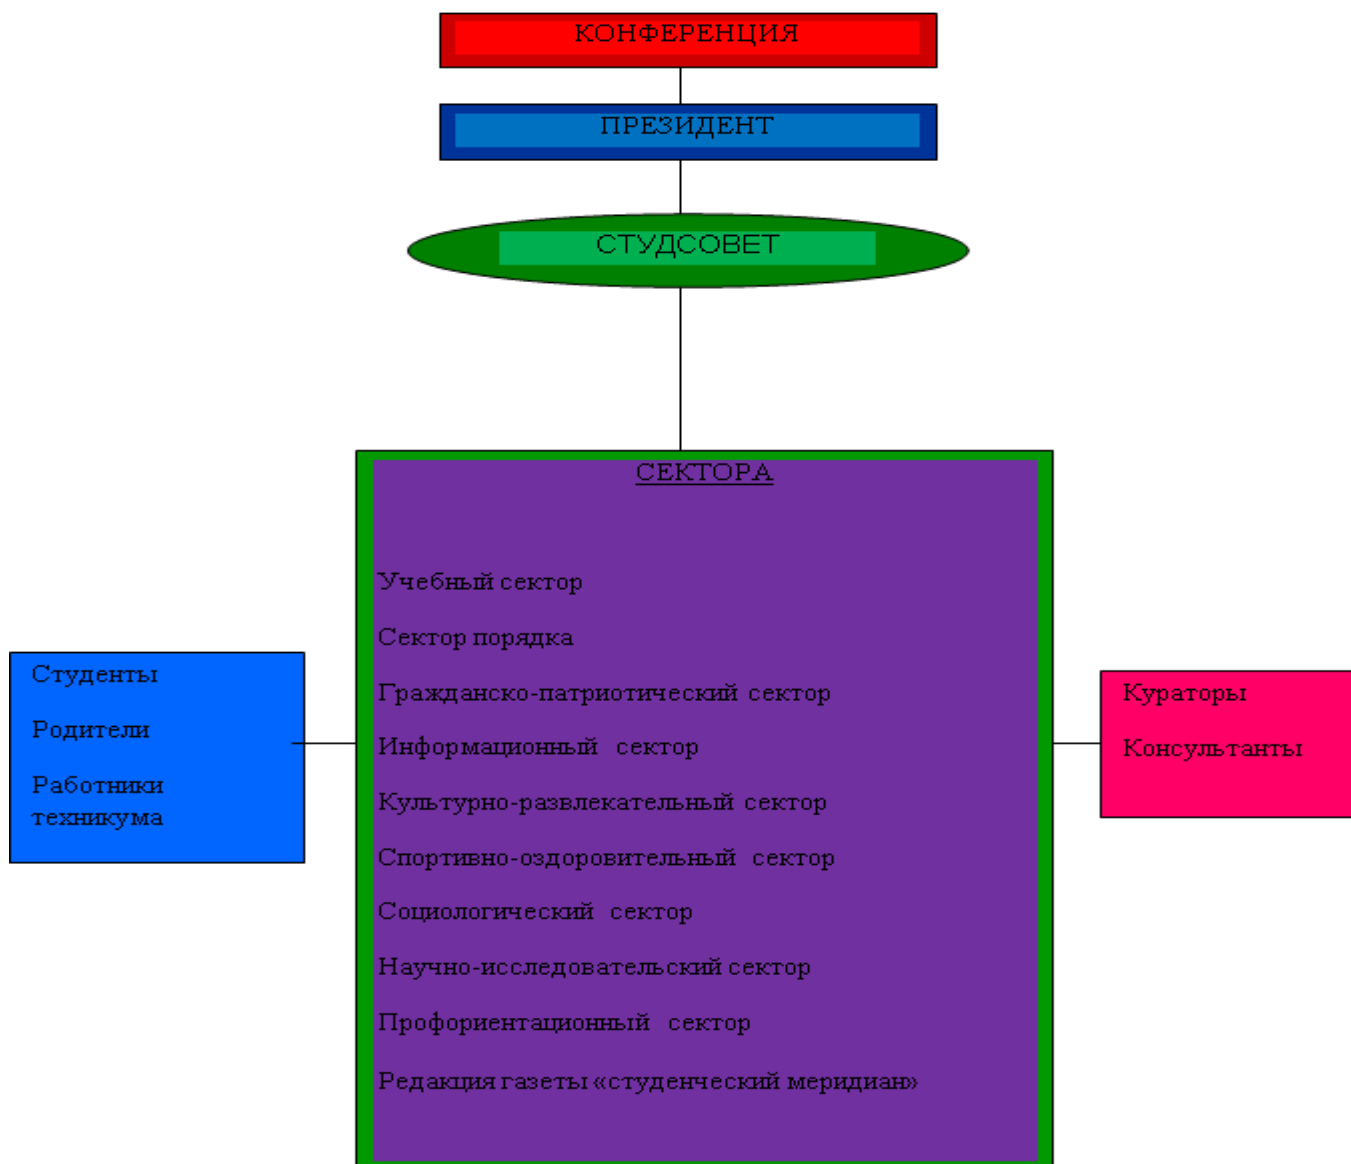 КОНФЕРЕНЦИЯ
ПРЕЗИДЕНТ
СТУДСОВЕТ
СЕКТОРА
Учебный сектор
Сектор порядка
Гражданско-патриотический сектор
Информационный сектор
Культурно-развлекательный сектор
Спортивно-оздоровительный сектор
Социологический сектор
Научно-исследовательский сектор
Профориентационный сектор
Редакция газеты «студенческий меридиан»
Студенты
Родители
Работники
техникума
Кураторы
Консультанты